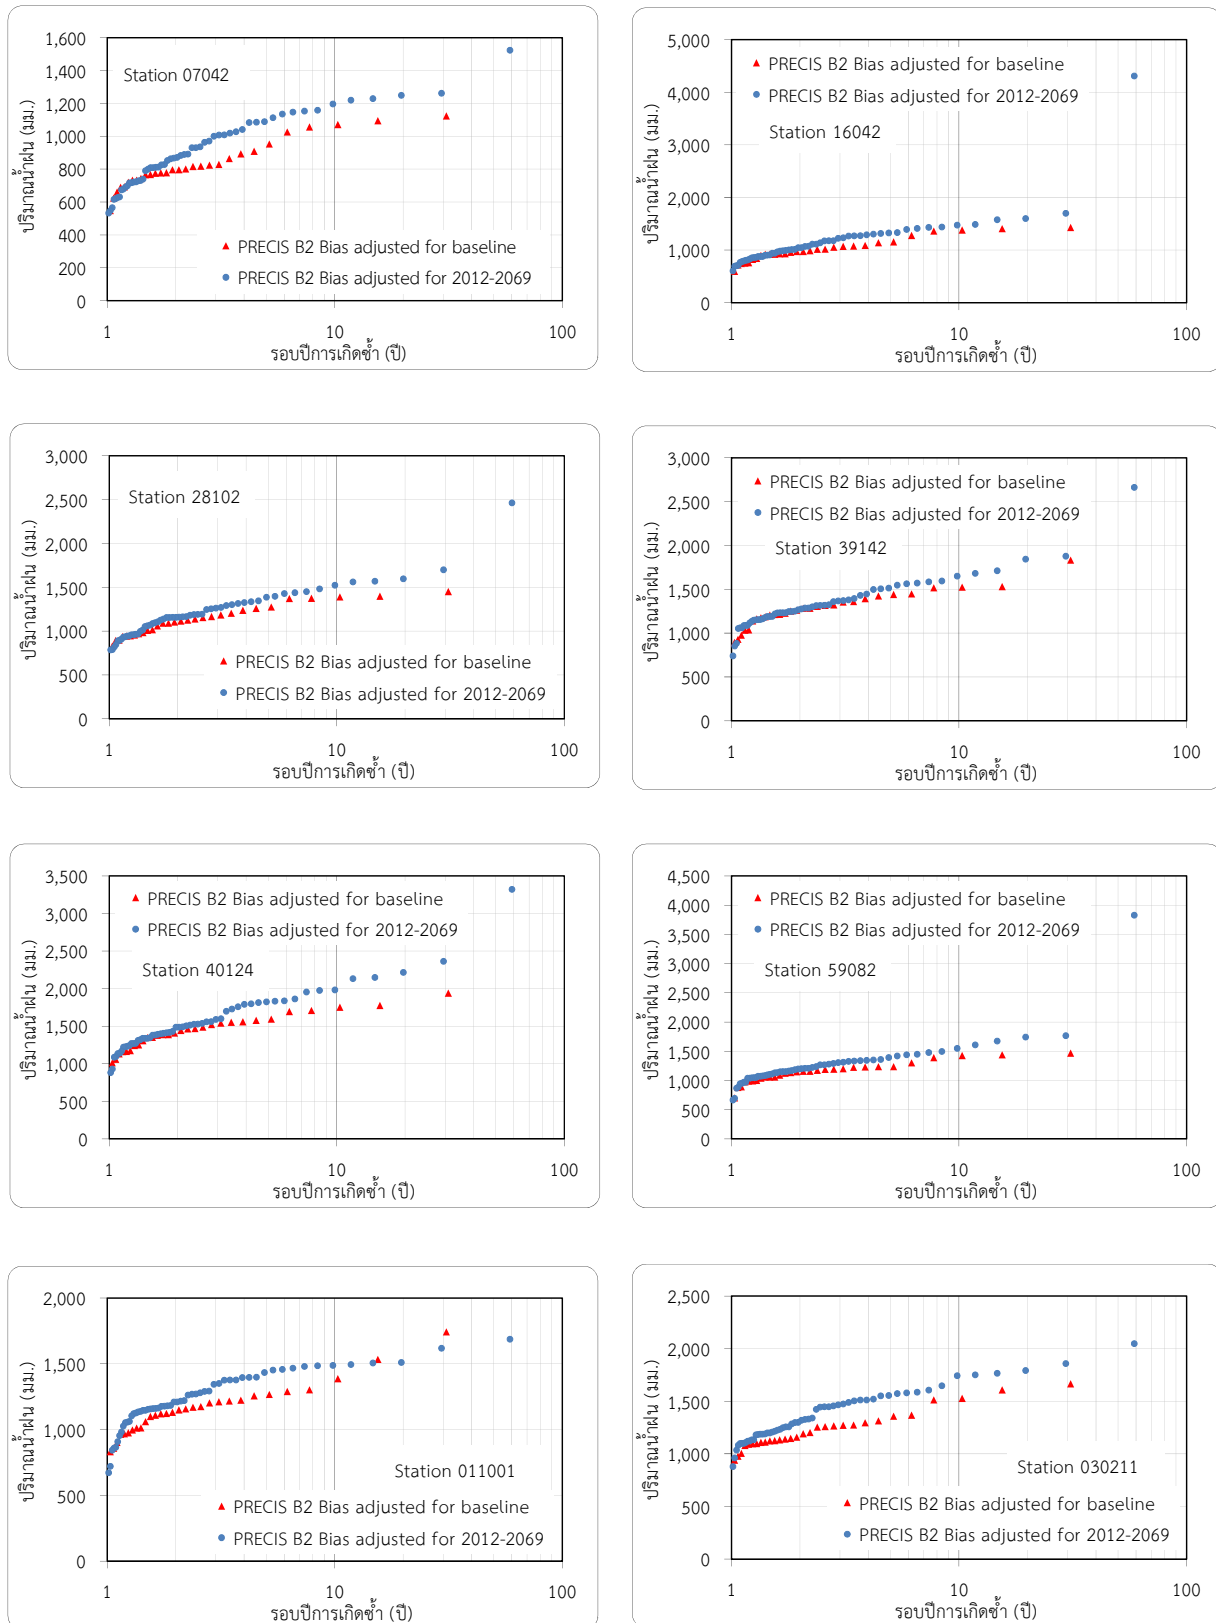 1,600
1,400
1,200
1,000
800
600
400
200
0
ปริมาณน้ำฝน (มม.)
Station 07042
PRECIS B2 Bias adjusted for baseline
PRECIS B2 Bias adjusted for 2012-2069
1 10 100
รอบปีการเกิดซ้ำ (ปี)
5,000
4,000
3,000
2,000
1,000
0
ปริมาณน้ำฝน (มม.)
PRECIS B2 Bias adjusted for baseline
PRECIS B2 Bias adjusted for 2012-2069
Station 16042
1 10 100
รอบปีการเกิดซ้ำ (ปี)
3,000
2,500
2,000
1,500
1,000
500
0
ปริมาณน้ำฝน (มม.)
Station 28102
PRECIS B2 Bias adjusted for baseline
PRECIS B2 Bias adjusted for 2012-2069
1 10 100
รอบปีการเกิดซ้ำ (ปี)
3,000
2,500
2,000
1,500
1,000
500
0
ปริมาณน้ำฝน (มม.)
PRECIS B2 Bias adjusted for baseline
PRECIS B2 Bias adjusted for 2012-2069
Station 39142
1 10 100
รอบปีการเกิดซ้ำ (ปี)
3,500
3,000
2,500
2,000
1,500
1,000
500
0
ปริมาณน้ำฝน (มม.)
PRECIS B2 Bias adjusted for baseline
PRECIS B2 Bias adjusted for 2012-2069
Station 40124
1 10 100
รอบปีการเกิดซ้ำ (ปี)
4,500
4,000
3,500
3,000
2,500
2,000
1,500
1,000
500
0
ปริมาณน้ำฝน (มม.)
PRECIS B2 Bias adjusted for baseline
PRECIS B2 Bias adjusted for 2012-2069
Station 59082
1 10 100
รอบปีการเกิดซ้ำ (ปี)
2,000
1,500
1,000
500
0
ปริมาณน้ำฝน (มม.)
Station 011001
PRECIS B2 Bias adjusted for baseline
PRECIS B2 Bias adjusted for 2012-2069
1 10 100
รอบปีการเกิดซ้ำ (ปี)
2,500
2,000
1,500
1,000
500
0
ปริมาณน้ำฝน (มม.)
Station 030211
PRECIS B2 Bias adjusted for baseline
PRECIS B2 Bias adjusted for 2012-2069
1 10 100
รอบปีการเกิดซ้ำ (ปี)